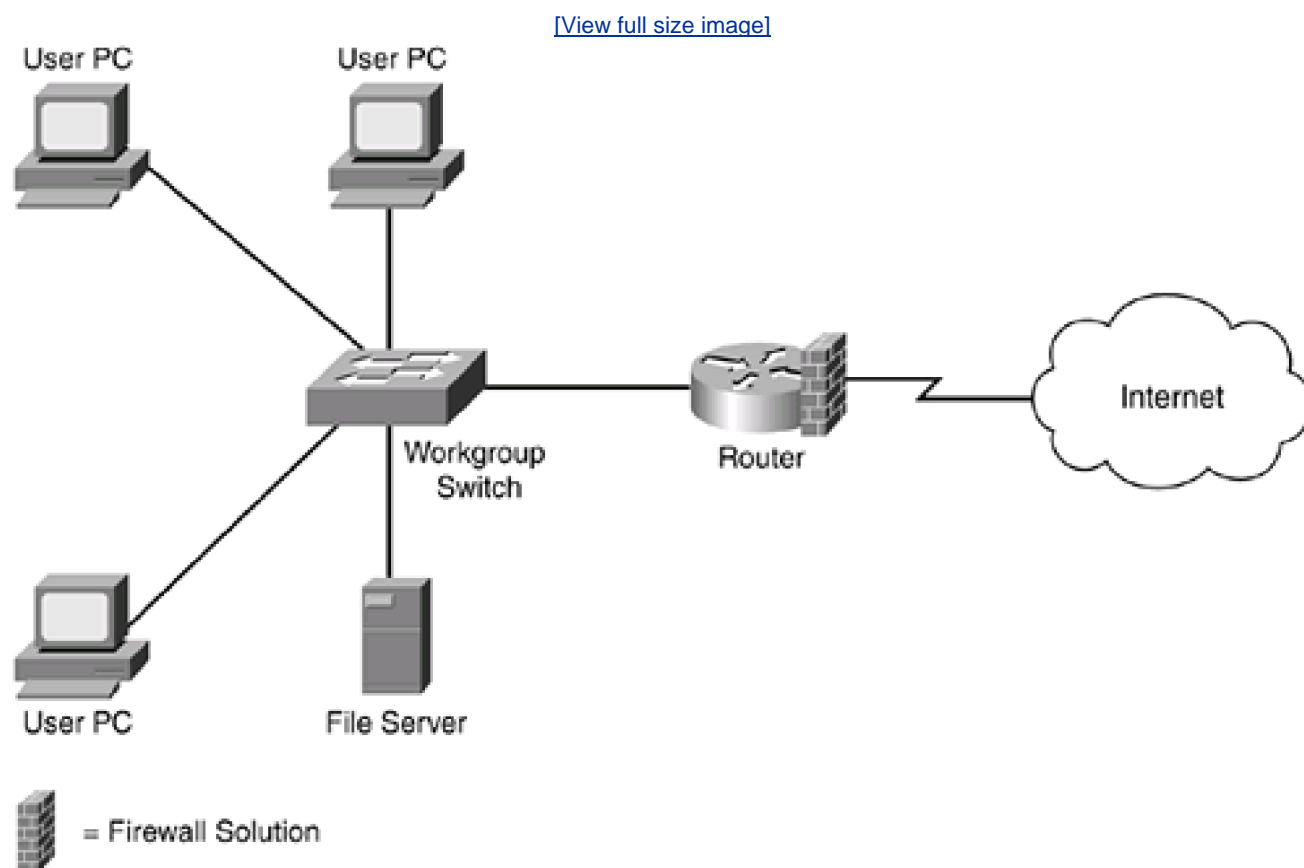 [View full size image]
User PC
User PC
Internet
Workgroup
Switch
Router
User PC
File Server
= Firewall Solution